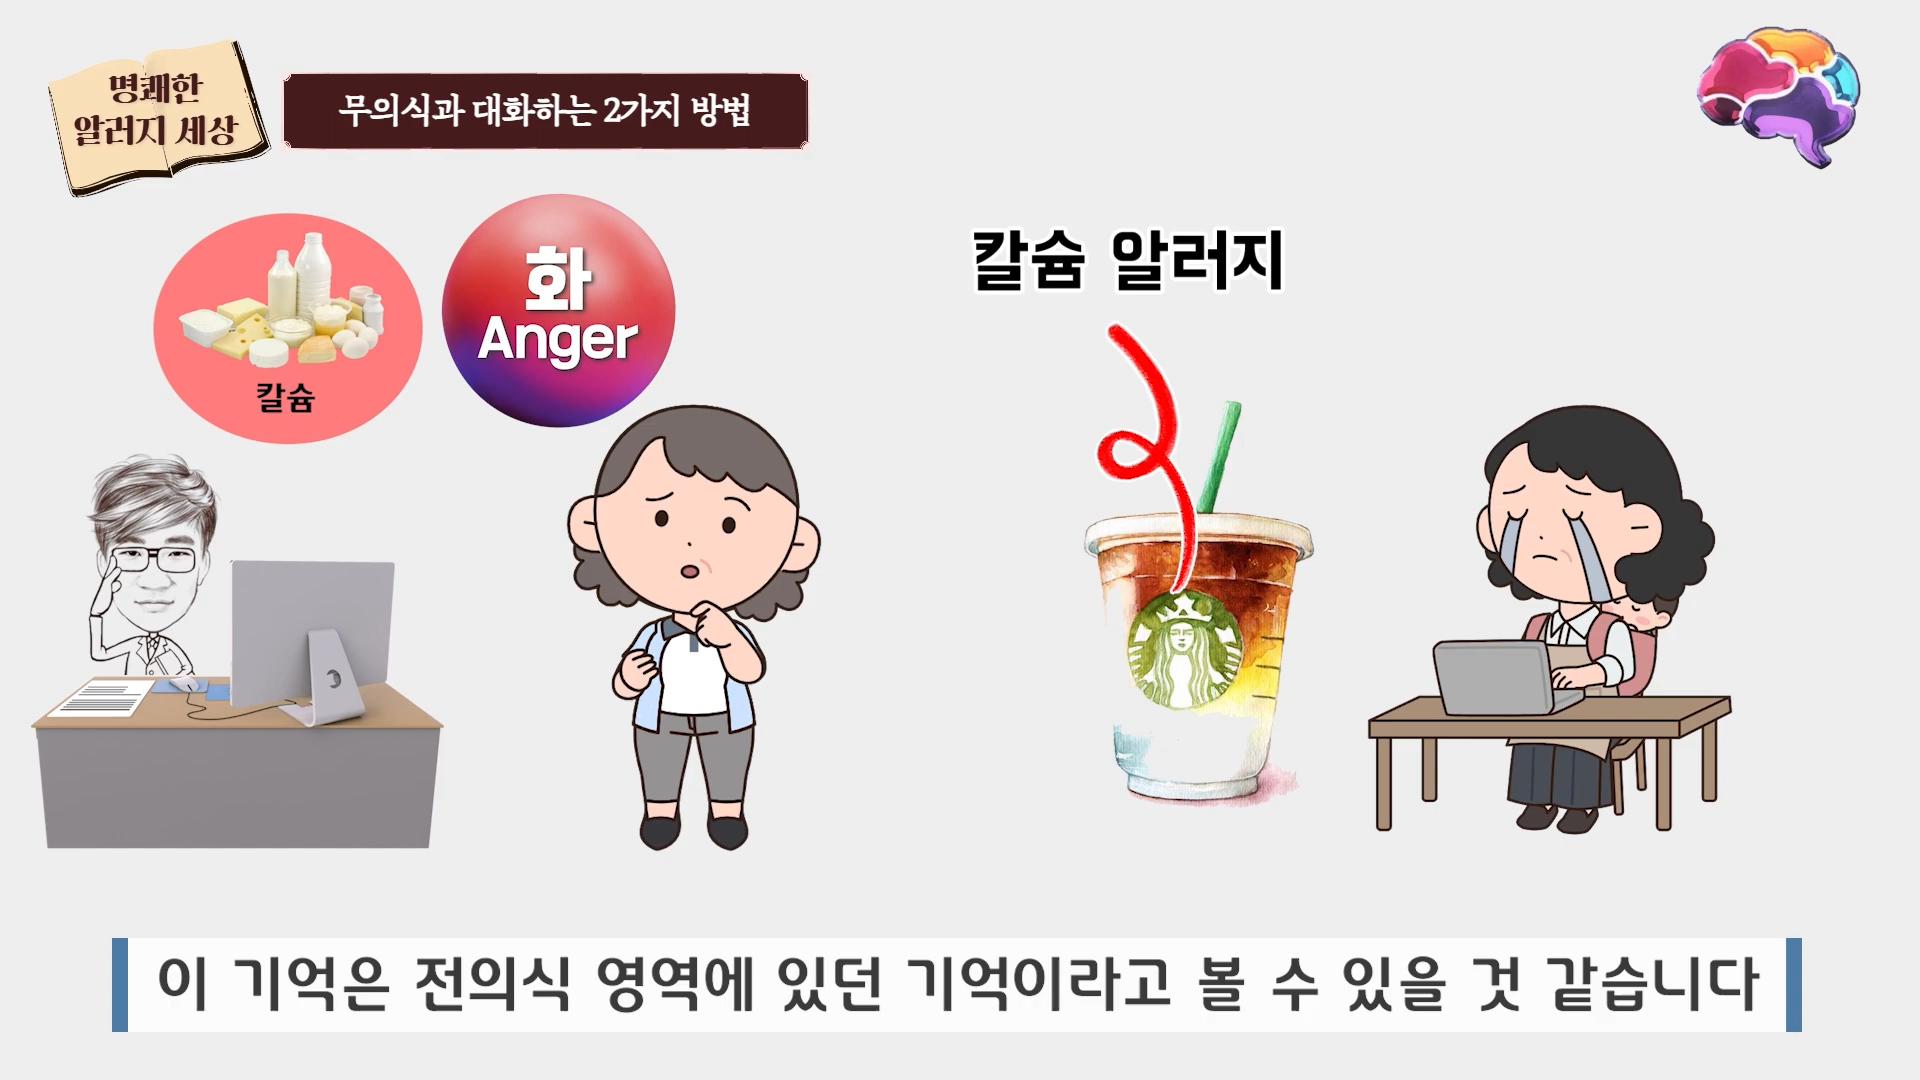 명쾌한
알러지 세상
무의식과 대화하는 2가지 방법
화
Anger
칼슘
칼슘 알러지
이 기억은 전의식 영역에 있던 기억이라고 볼 수 있을 것 같습니다